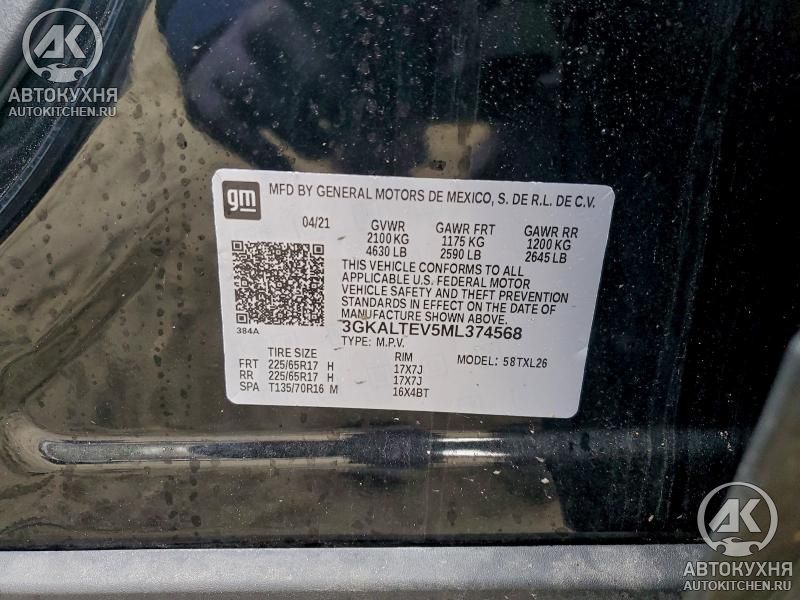 AK
АВТОКУХНЯ
AUTOKITCHEN.RU
gm MFD BY GENERAL MOTORS DE MEXICO, S. DE R.L. DE C.V.
04/21 GVWR GAWR FRT GAWR RR
2100 KG 1175 KG 1200 KG
4630 LB 2590 LB 2645 LB
THIS VEHICLE CONFORMS TO ALL
APPLICABLE U.S. FEDERAL MOTOR
VEHICLE SAFETY AND THEFT PREVENTION
STANDARDS IN EFFECT ON THE DATE OF
MANUFACTURE SHOWN ABOVE.
384A 3GKALTEV5ML374568
TYPE: M.P.V.
TIRE SIZE RIM MODEL: 58TXL26
FRT 225/65R17 H 17X7J
RR 225/65R17 H 17X7J
SPA T135/70R16 M 16X4BT
AK
АВТОКУХНЯ
AUTOKITCHEN.RU